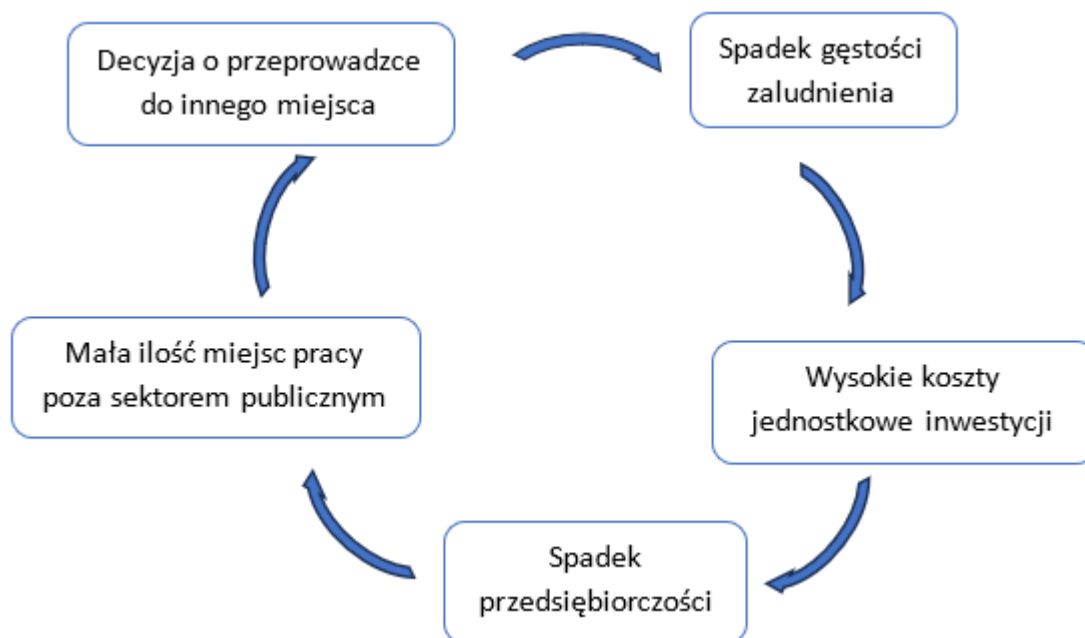 Decyzja o przeprowadzce
do innego miejsca
Spadek gęstości
zaludnienia
Wysokie koszty
jednostkowe inwestycji
Spadek
przedsiębiorczości
Mała ilość miejsc pracy
poza sektorem publicznym